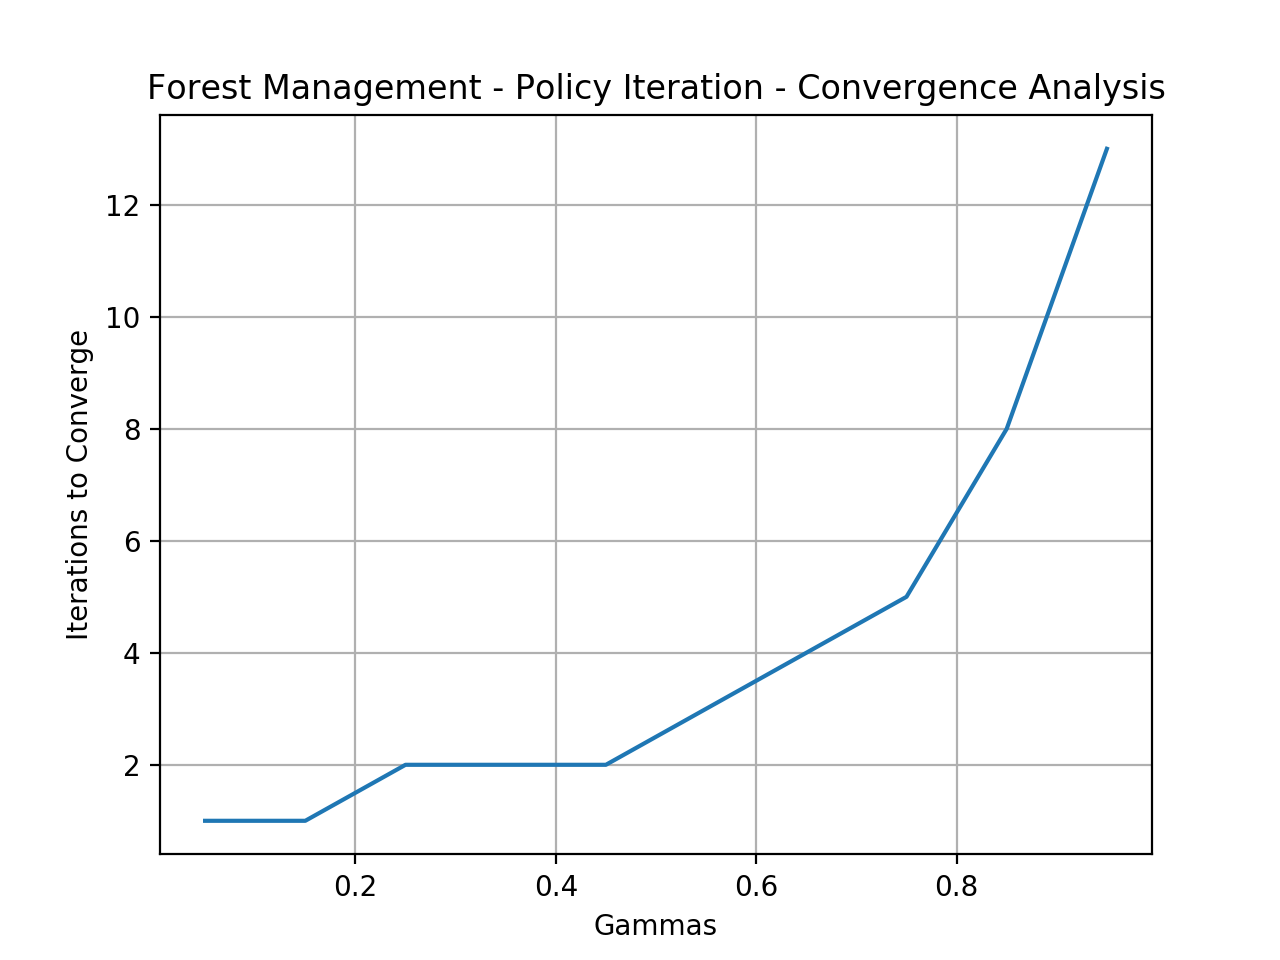 Forest Management - Policy Iteration - Convergence Analysis
12
10
8
6
4
2
Iterations to Converge
0.2 0.4 0.6 0.8
Gammas